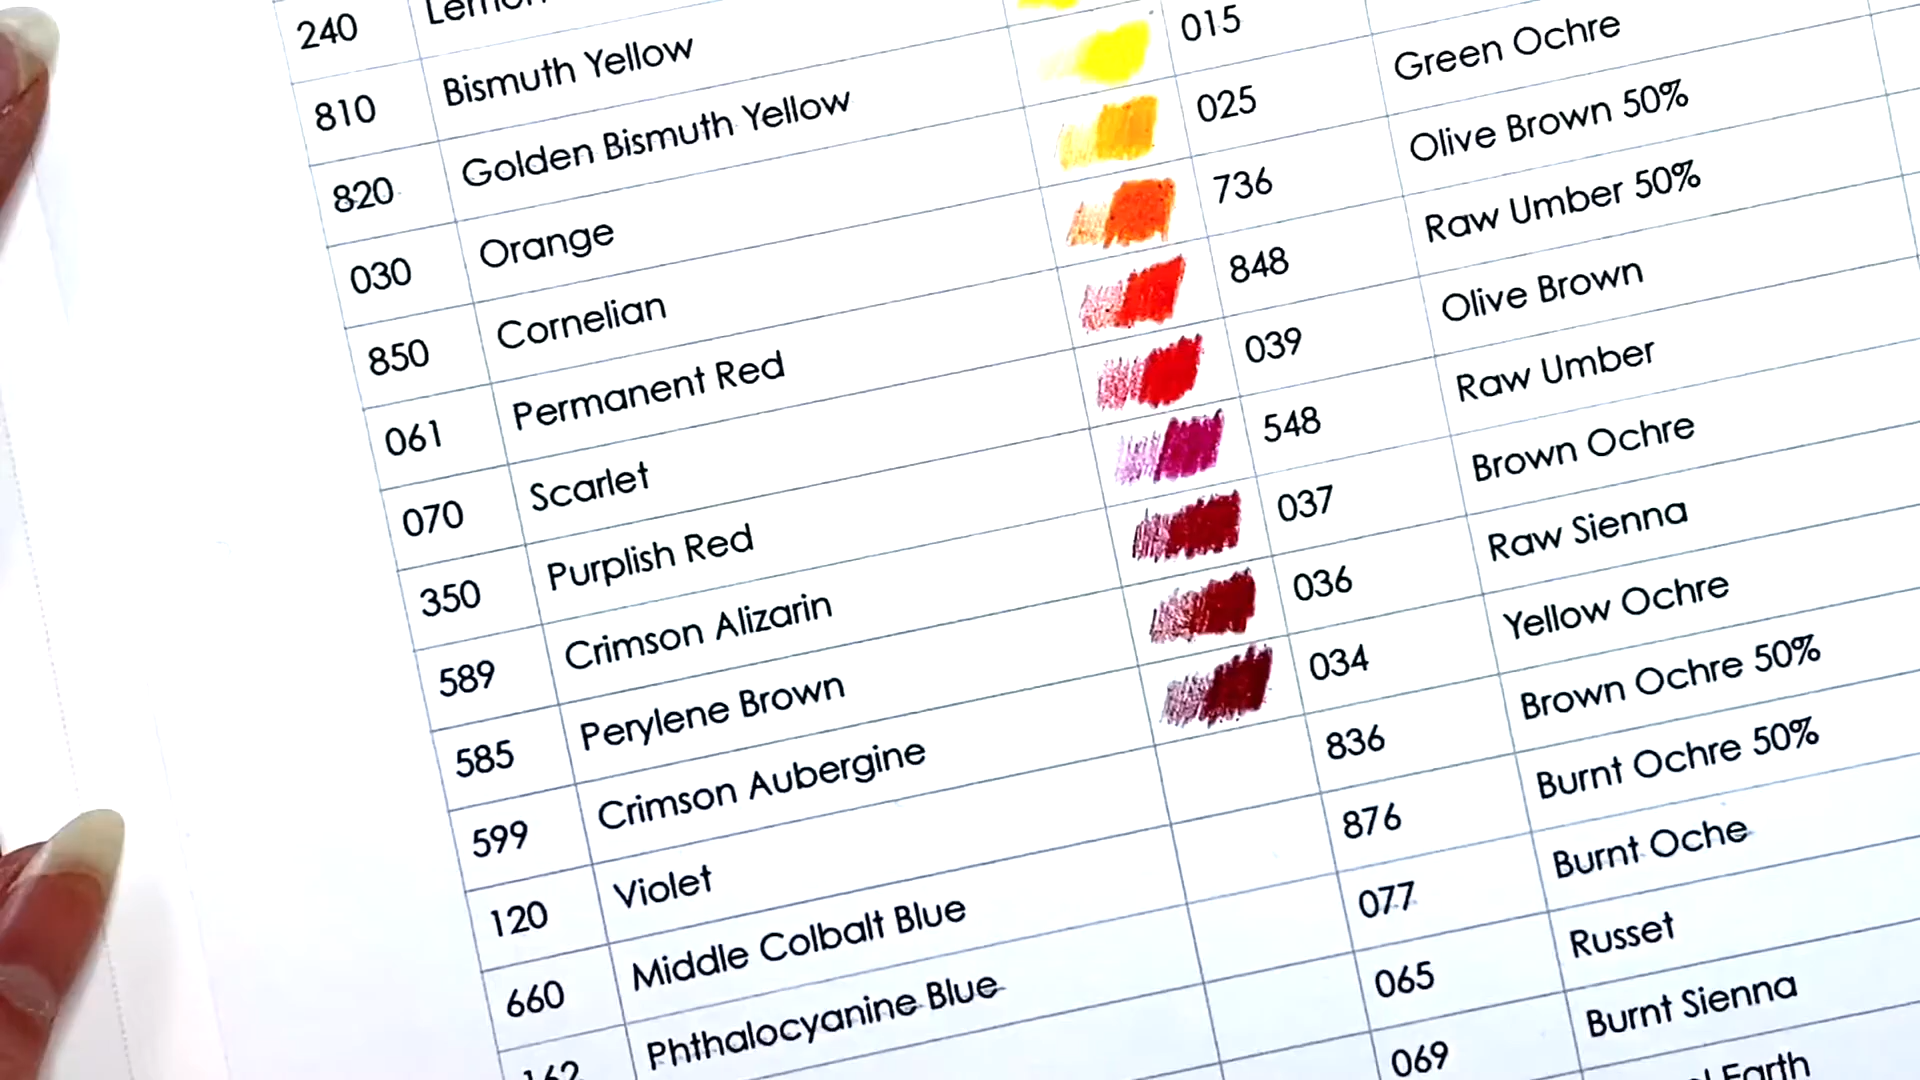 240
810 Bismuth Yellow
820 Golden Bismuth Yellow 015
030 Orange 025 Green Ochre
850 Cornelian 736 Olive Brown 50%
061 Permanent Red 848 Raw Umber 50%
070 Scarlet 039 Olive Brown
350 Purplish Red 548 Raw Umber
589 Crimson Alizarin 037 Brown Ochre
585 Perylene Brown 036 Raw Sienna
599 Crimson Aubergine 034 Yellow Ochre
120 Violet 836 Brown Ochre 50%
660 Middle Colbalt Blue 876 Burnt Ochre 50%
162 Phthalocyanine Blue 077 Burnt Oche
065 Russet
069 Burnt Sienna
Earth